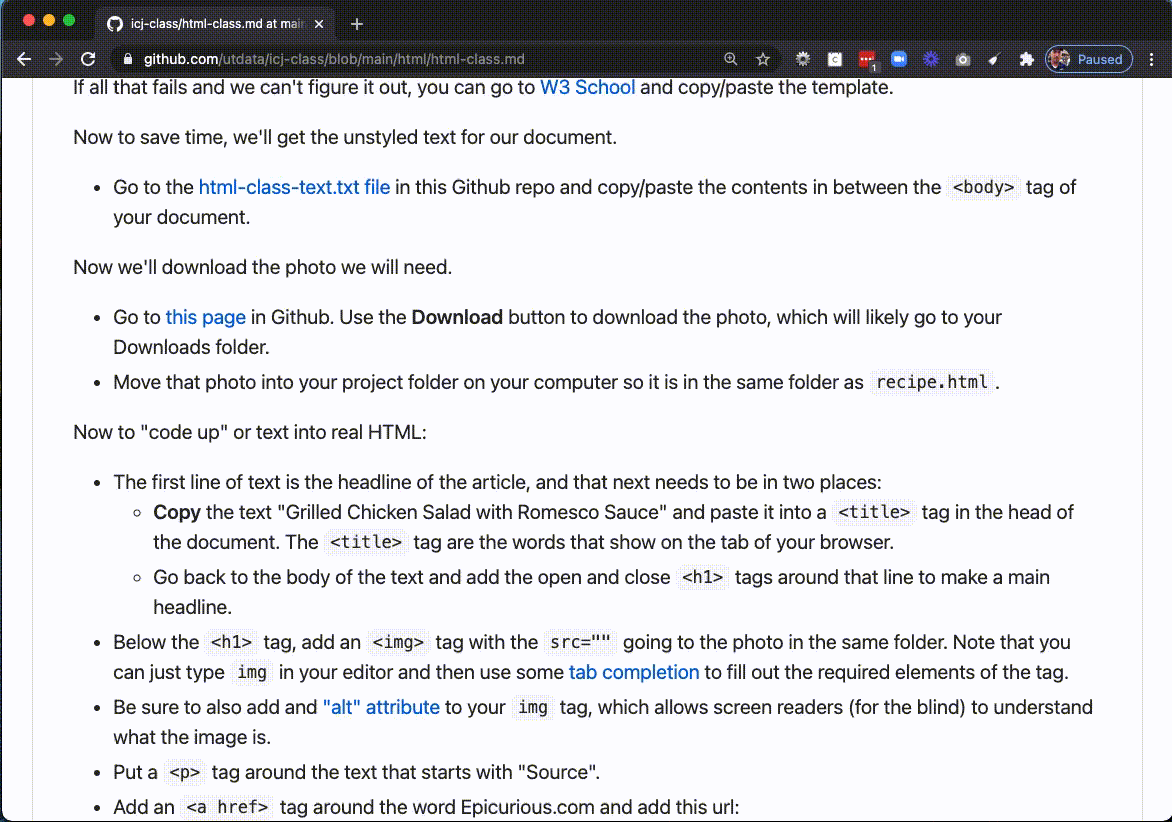 icj-class/html-class.md at main
github.com/utdata/icj-class/blob/main/html/html-class.md
1
Paused
If all that fails and we can't figure it out, you can go to W3 School and copy/paste the template.
Now to save time, we'll get the unstyled text for our document.
• Go to the html-class-text.txt file in this Github repo and copy/paste the contents in between the <body> tag of
your document.
Now we'll download the photo we will need.
• Go to this page in Github. Use the Download button to download the photo, which will likely go to your
Downloads folder.
• Move that photo into your project folder on your computer so it is in the same folder as recipe.html .
Now to "code up" or text into real HTML:
• The first line of text is the headline of the article, and that next needs to be in two places:
◦ Copy the text "Grilled Chicken Salad with Romesco Sauce" and paste it into a <title> tag in the head of
the document. The <title> tag are the words that show on the tab of your browser.
◦ Go back to the body of the text and add the open and close <h1> tags around that line to make a main
headline.
• Below the <h1> tag, add an <img> tag with the src="" going to the photo in the same folder. Note that you
can just type img in your editor and then use some tab completion to fill out the required elements of the tag.
• Be sure to also add and "alt" attribute to your img tag, which allows screen readers (for the blind) to understand
what the image is.
• Put a <p> tag around the text that starts with "Source".
• Add an <a href> tag around the word Epicurious.com and add this url: